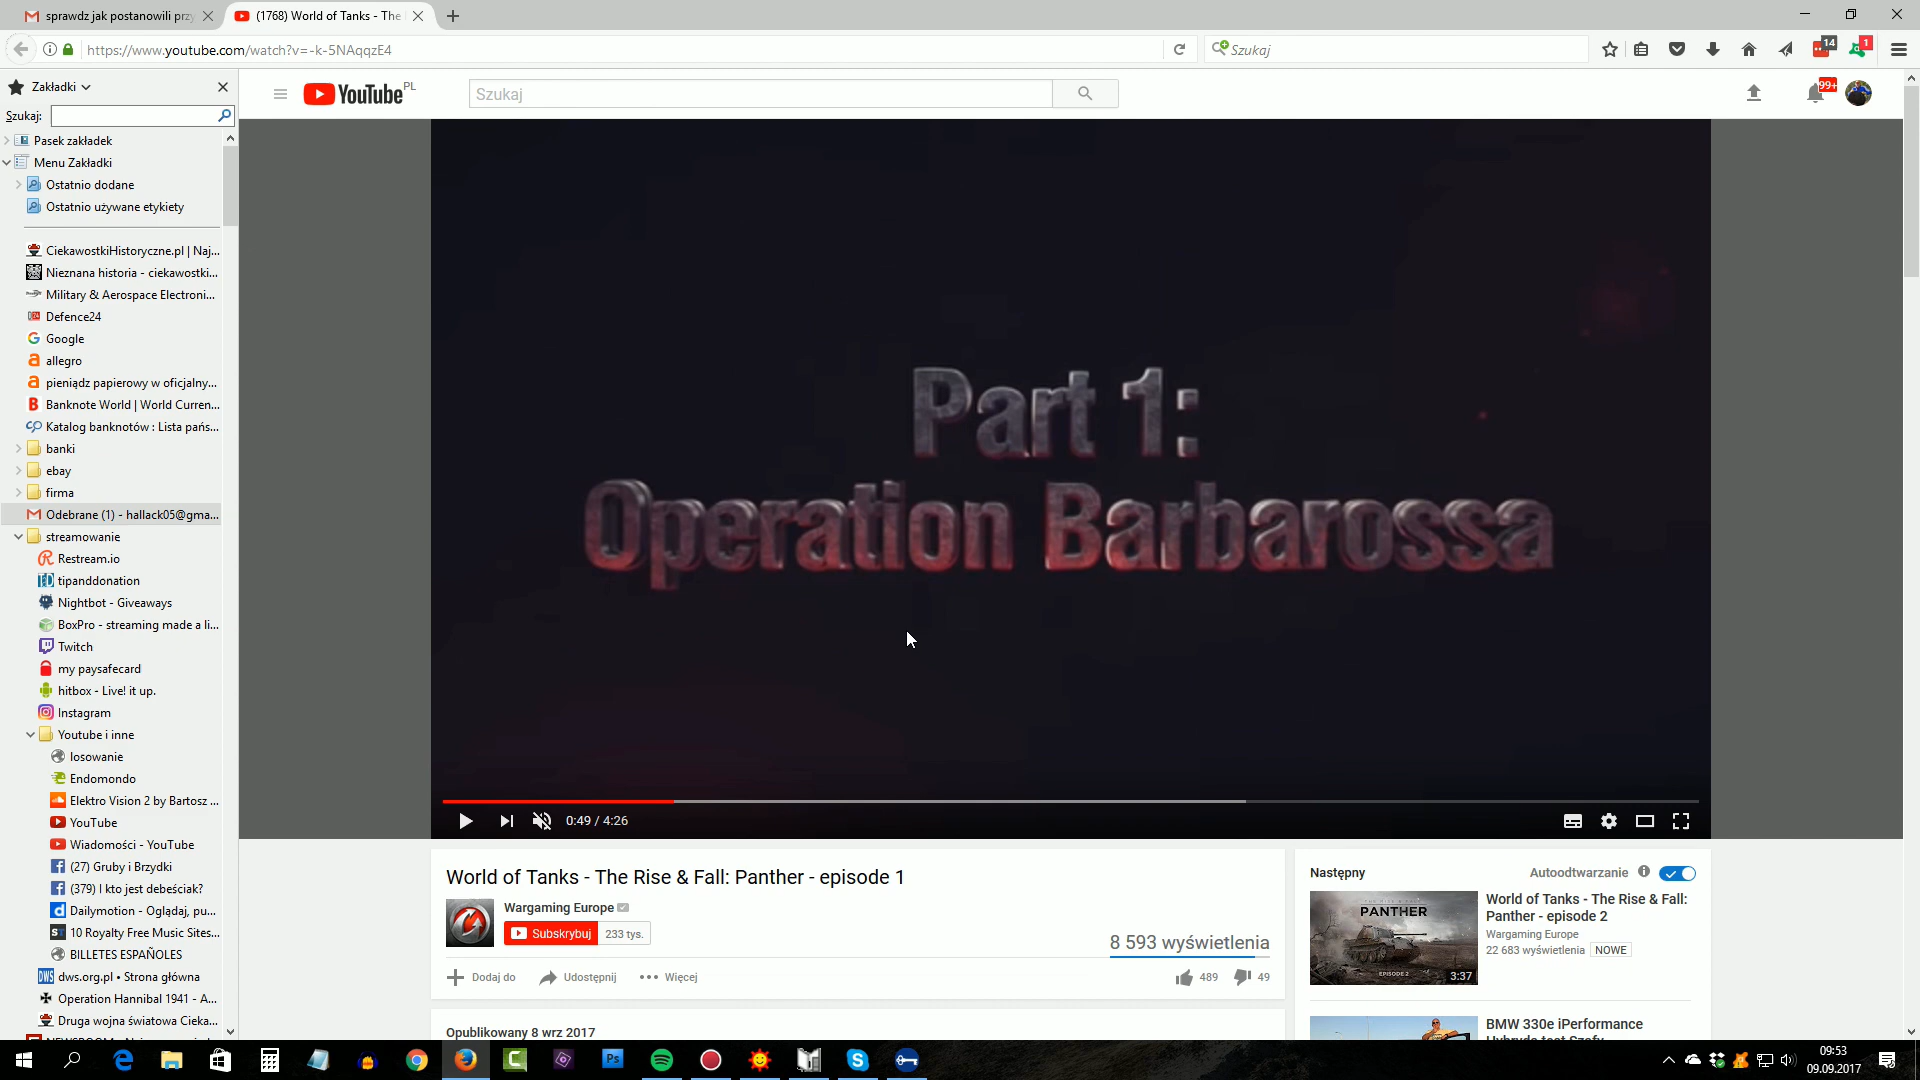 sprawdz jak postanowili przy
(1768) World of Tanks - The
https://www.youtube.com/watch?v=-k-5NAqqzE4
Szukaj
14
1
Zakładki
Szukaj:
Pasek zakładek
Menu Zakładki
Ostatnio dodane
Ostatnio używane etykiety
CiekawostkiHistoryczne.pl | Naj...
Nieznana historia - ciekawostki...
Military & Aerospace Electroni...
Defence24
Google
allegro
pieniądz papierowy w oficjalny...
Banknote World | World Curren...
Katalog banknotów : Lista pańs...
banki
ebay
firma
Odebrane (1) - hallack05@gma...
streamowanie
Restream.io
tipanddonation
Nightbot - Giveaways
BoxPro - streaming made a li...
Twitch
my paysafecard
hitbox - Live! it up.
Instagram
Youtube i inne
losowanie
Endomondo
Elektro Vision 2 by Bartosz ...
YouTube
Wiadomości - YouTube
(27) Gruby i Brzydki
(379) I kto jest debeściak?
Dailymotion - Oglądaj, pu...
10 Royalty Free Music Sites...
BILLETES ESPAÑOLES
dws.org.pl • Strona główna
Operation Hannibal 1941 - A...
Druga wojna światowa Cieka...
YouTube PL
Szukaj
99+
Part 1:
Operation Barbarossa
0:49 / 4:26
World of Tanks - The Rise & Fall: Panther - episode 1
Wargaming Europe
Subskrybuj 233 tys.
8 593 wyświetlenia
Dodaj do Udostępnij Więcej
489 49
Opublikowany 8 wrz 2017
Następny
Autoodtwarzanie
PANTHER
EPISODE 2
3:37
World of Tanks - The Rise & Fall:
Panther - episode 2
Wargaming Europe
22 683 wyświetlenia NOWE
BMW 330e iPerformance
09:53
09.09.2017